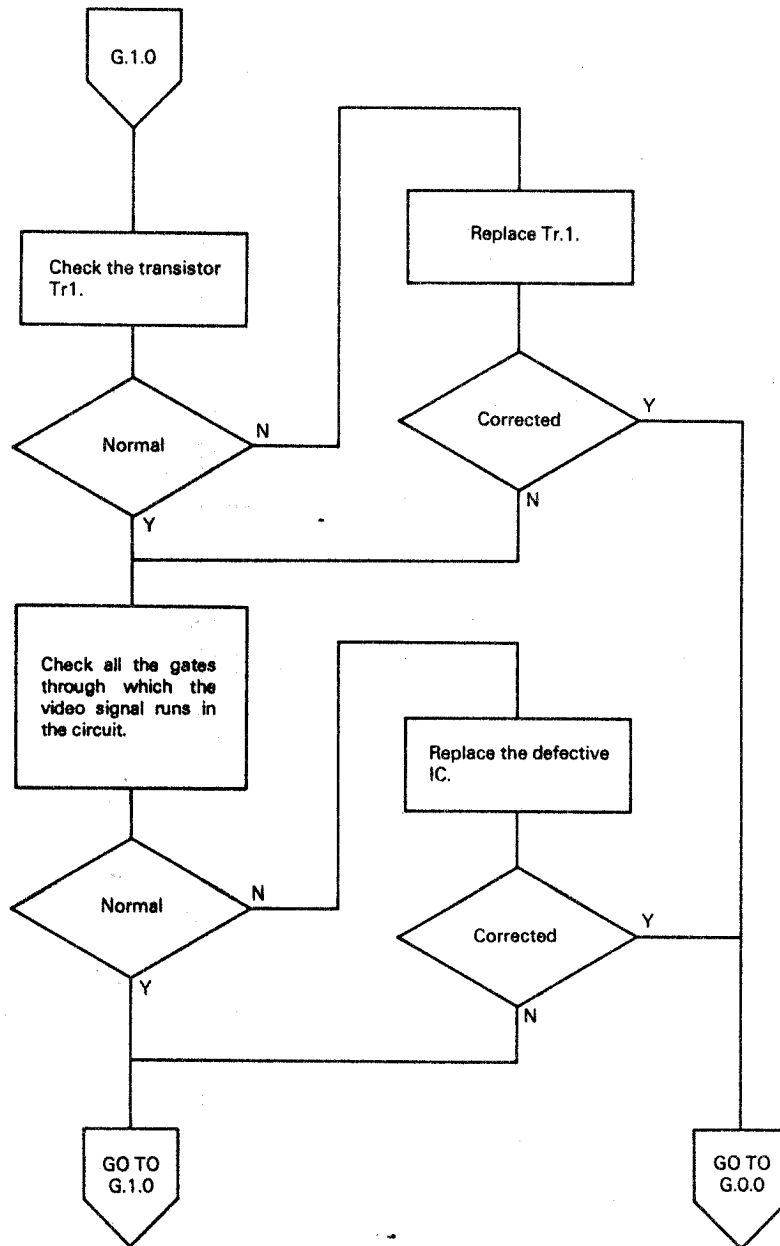 G.1.0
Check the transistor
Tr1.
Normal
N
Y
Replace Tr.1.
Corrected
Y
N
Check all the gates
through which the
video signal runs in
the circuit.
Normal
N
Y
Replace the defective
IC.
Corrected
Y
N
GO TO
G.1.0
GO TO
G.0.0